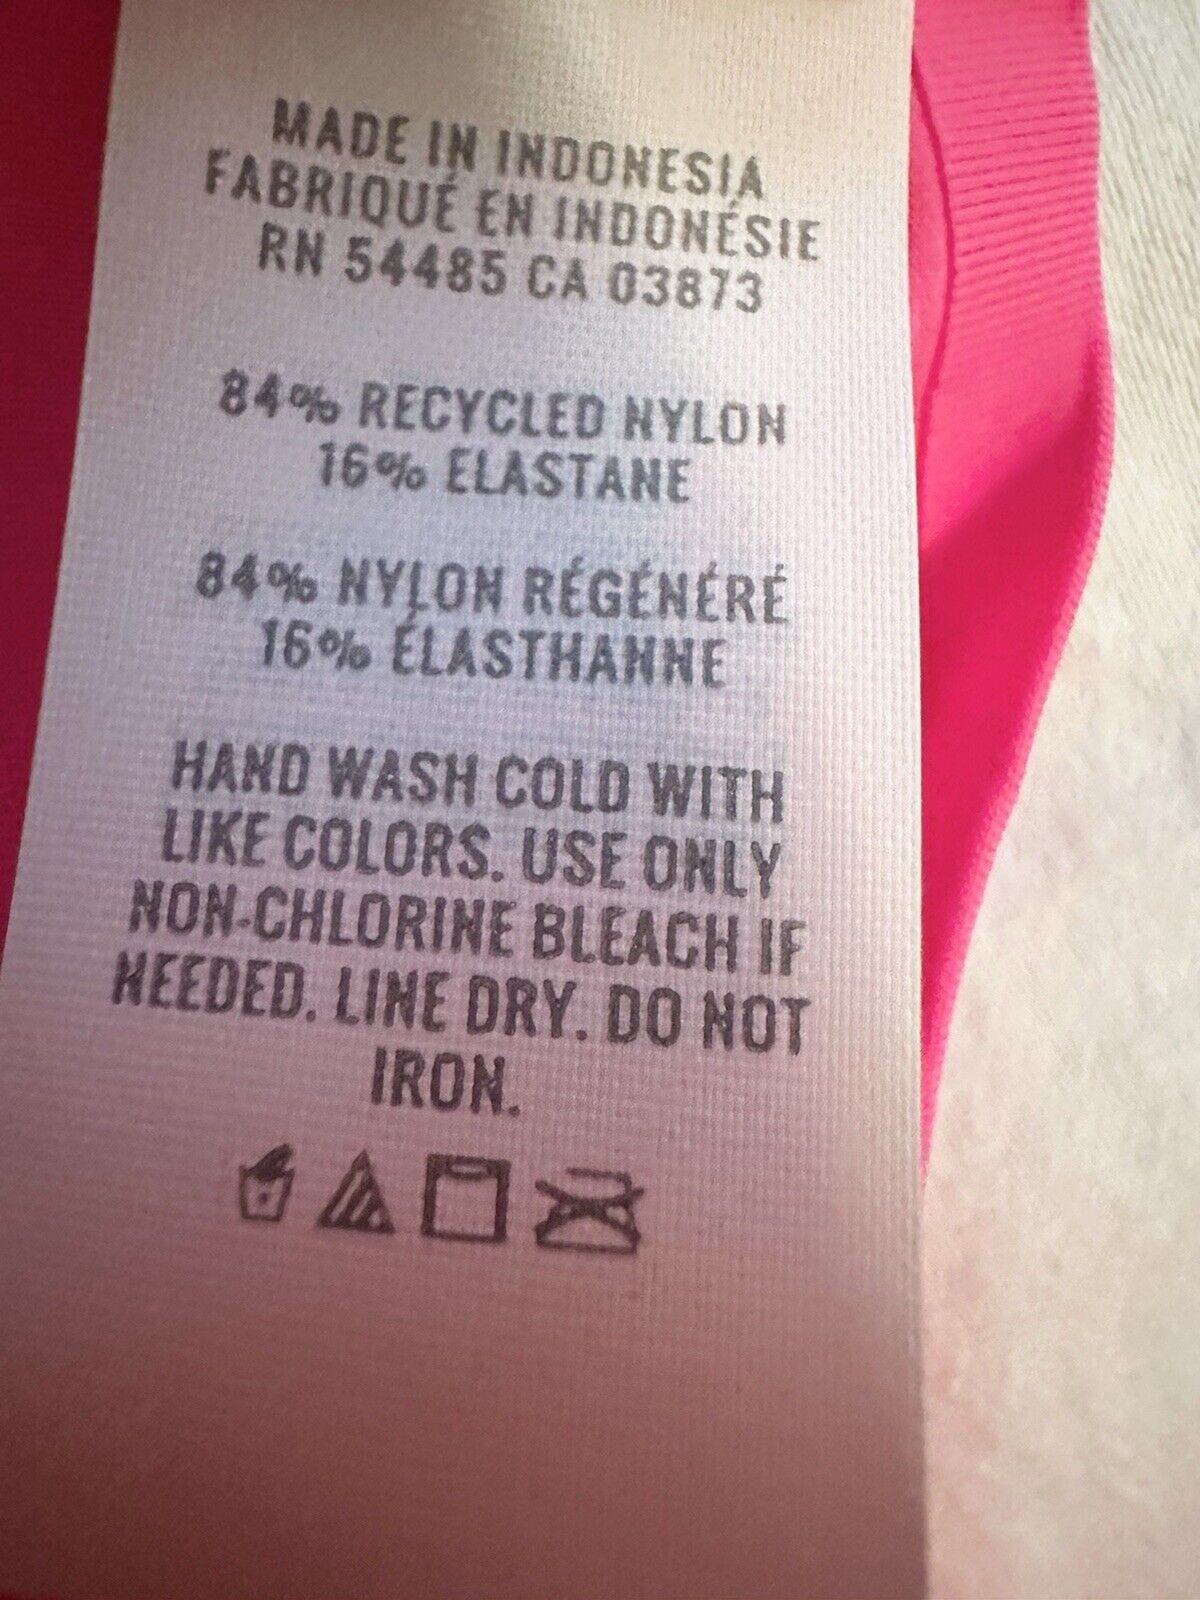 MADE IN INDONESIA
FABRIQUÉ EN INDONÉSIE
RN 54485 CA 03873
84% RECYCLED NYLON
16% ELASTANE
84% NYLON RÉGÉNÉRÉ
16% ÉLASTHANNE
HAND WASH COLD WITH
LIKE COLORS. USE ONLY
NON-CHLORINE BLEACH IF
NEEDED. LINE DRY. DO NOT
IRON.